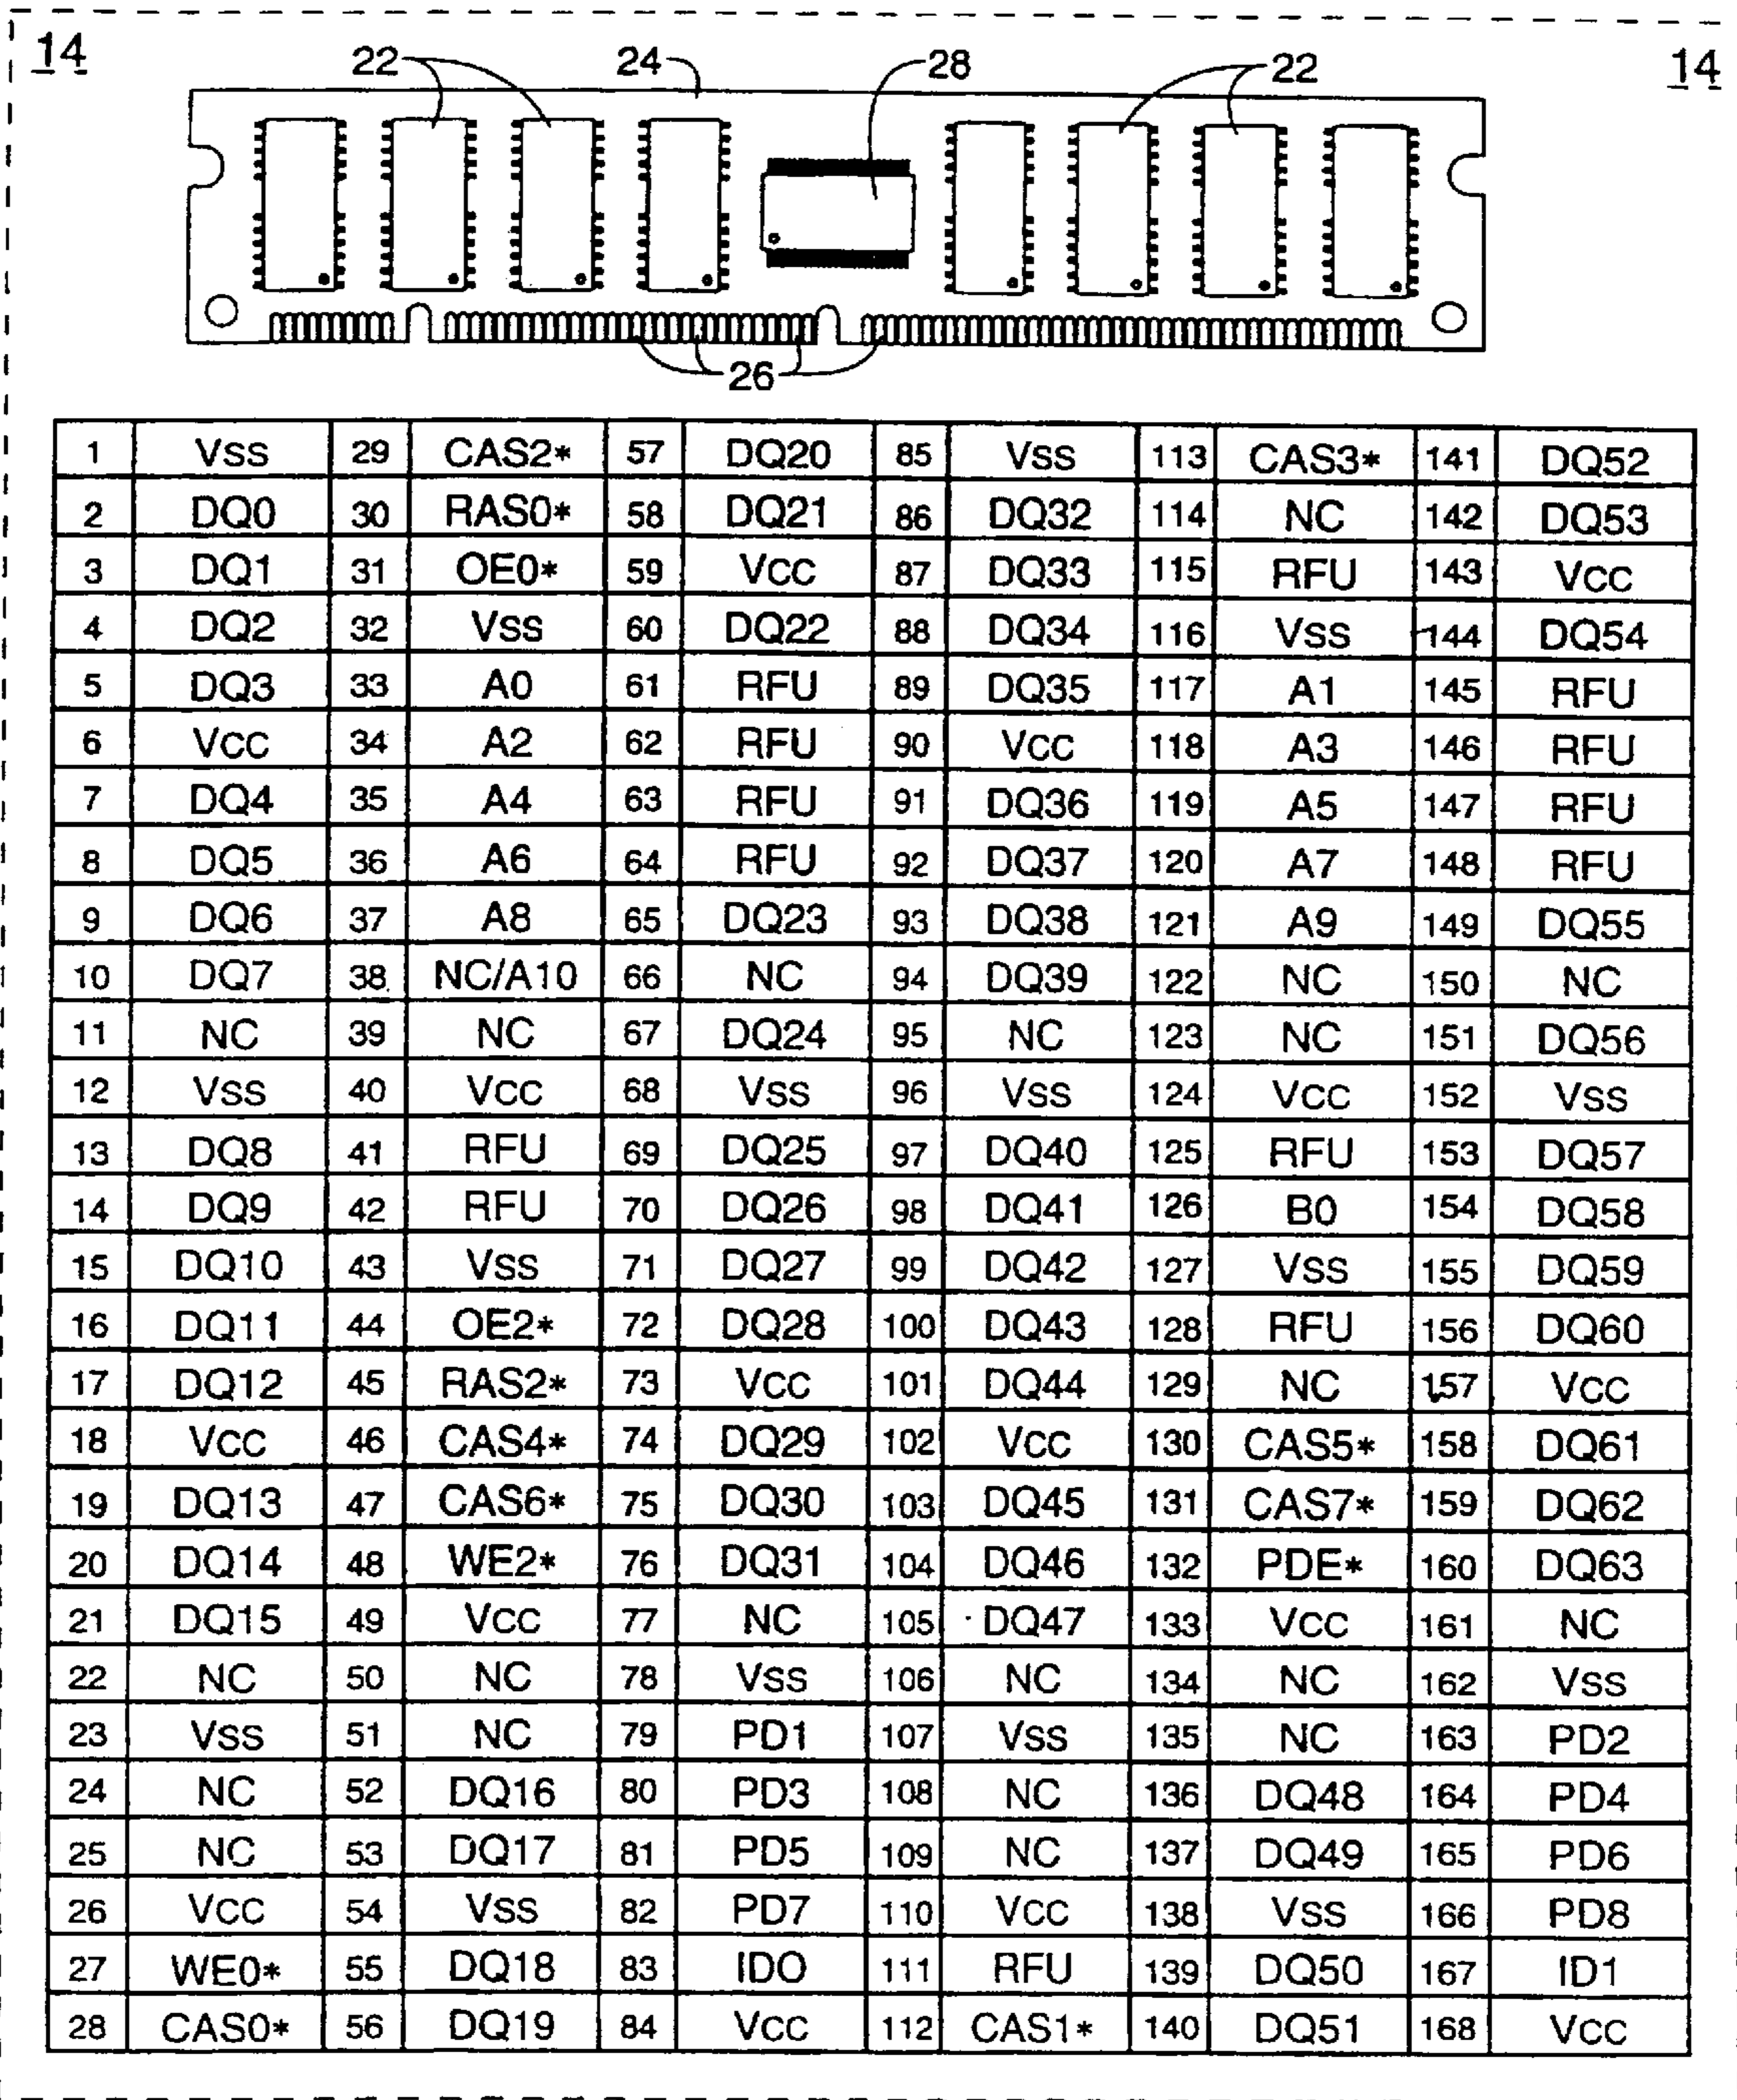 14 22 24 28 22 14
26
1 VSS 29 CAS2* 57 DQ20 85 VSS 113 CAS3* 141 DQ52
2 DQ0 30 RAS0* 58 DQ21 86 DQ32 114 NC 142 DQ53
3 DQ1 31 OE0* 59 VCC 87 DQ33 115 RFU 143 VCC
4 DQ2 32 VSS 60 DQ22 88 DQ34 116 VSS 144 DQ54
5 DQ3 33 A0 61 RFU 89 DQ35 117 A1 145 RFU
6 VCC 34 A2 62 RFU 90 VCC 118 A3 146 RFU
7 DQ4 35 A4 63 RFU 91 DQ36 119 A5 147 RFU
8 DQ5 36 A6 64 RFU 92 DQ37 120 A7 148 RFU
9 DQ6 37 A8 65 DQ23 93 DQ38 121 A9 149 DQ55
10 DQ7 38 NC/A10 66 NC 94 DQ39 122 NC 150 NC
11 NC 39 NC 67 DQ24 95 NC 123 NC 151 DQ56
12 VSS 40 VCC 68 VSS 96 VSS 124 VCC 152 VSS
13 DQ8 41 RFU 69 DQ25 97 DQ40 125 RFU 153 DQ57
14 DQ9 42 RFU 70 DQ26 98 DQ41 126 B0 154 DQ58
15 DQ10 43 VSS 71 DQ27 99 DQ42 127 VSS 155 DQ59
16 DQ11 44 OE2* 72 DQ28 100 DQ43 128 RFU 156 DQ60
17 DQ12 45 RAS2* 73 VCC 101 DQ44 129 NC 157 VCC
18 VCC 46 CAS4* 74 DQ29 102 VCC 130 CAS5* 158 DQ61
19 DQ13 47 CAS6* 75 DQ30 103 DQ45 131 CAS7* 159 DQ62
20 DQ14 48 WE2* 76 DQ31 104 DQ46 132 PDE* 160 DQ63
21 DQ15 49 VCC 77 NC 105 DQ47 133 VCC 161 NC
22 NC 50 NC 78 VSS 106 NC 134 NC 162 VSS
23 VSS 51 NC 79 PD1 107 VSS 135 NC 163 PD2
24 NC 52 DQ16 80 PD3 108 NC 136 DQ48 164 PD4
25 NC 53 DQ17 81 PD5 109 NC 137 DQ49 165 PD6
26 VCC 54 VSS 82 PD7 110 VCC 138 VSS 166 PD8
27 WE0* 55 DQ18 83 IDO 111 RFU 139 DQ50 167 ID1
28 CAS0* 56 DQ19 84 VCC 112 CAS1* 140 DQ51 168 VCC